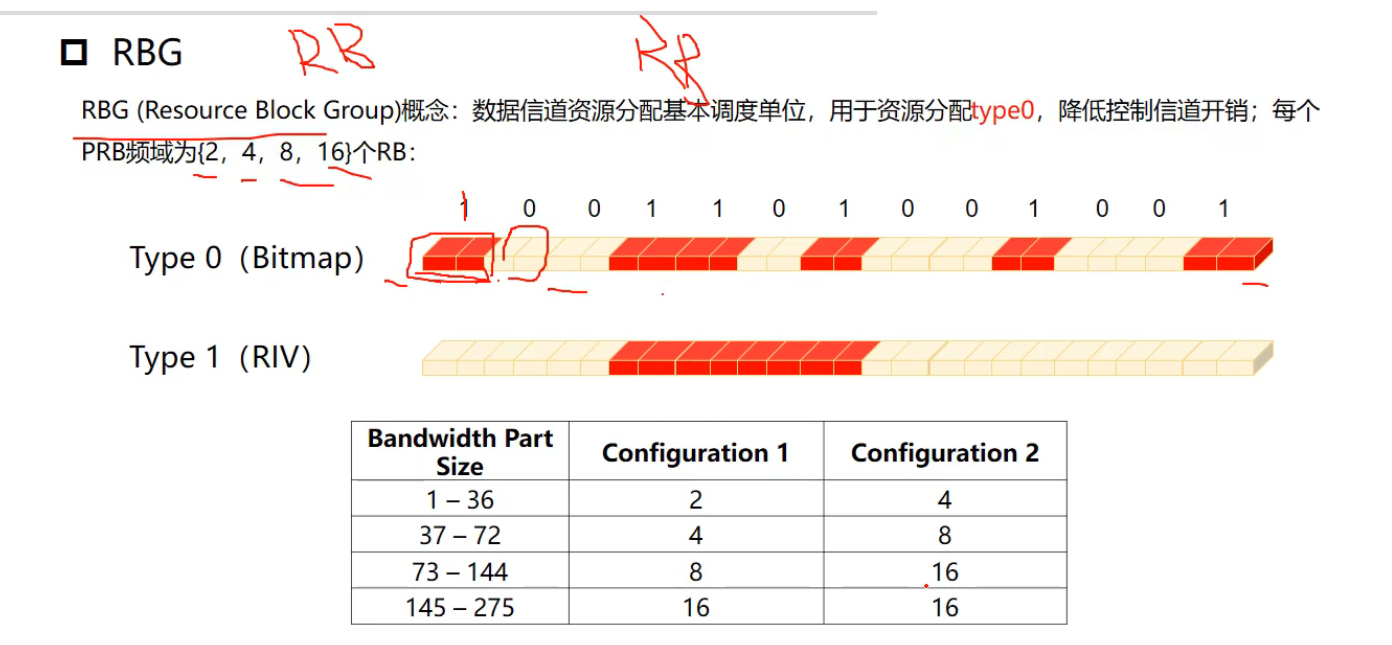 RBG
RB
RB
RBG (Resource Block Group)概念：数据信道资源分配基本调度单位，用于资源分配type0，降低控制信道开销；每个
PRB频域为{2，4，8，16}个RB：
1 0 0 1 1 0 1 0 0 1 0 0 1
Type 0（Bitmap）
Type 1（RIV）
Bandwidth Part Configuration 1 Configuration 2
Size
1 – 36 2 4
37 – 72 4 8
73 – 144 8 16
145 – 275 16 16